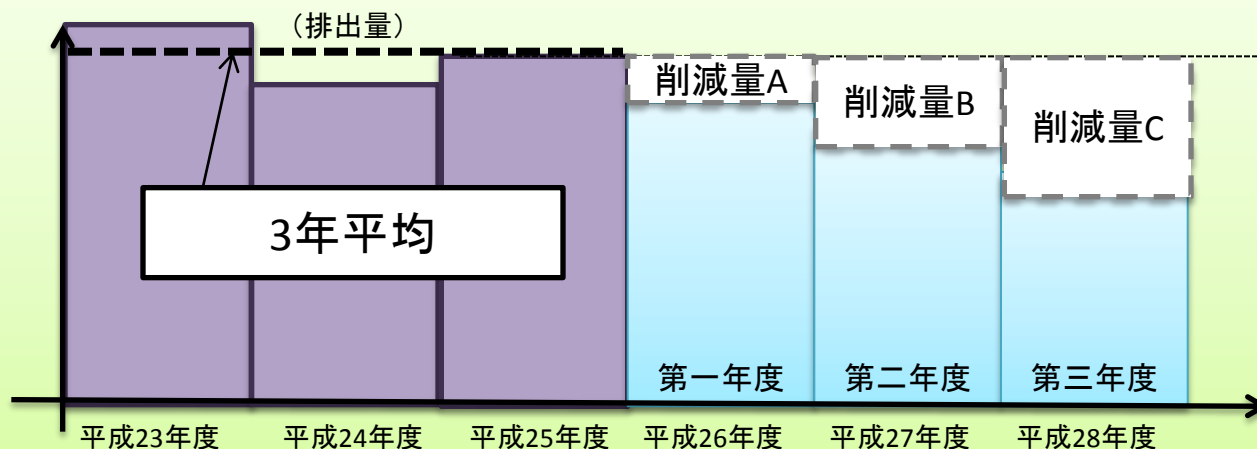 （排出量）
削減量A
削減量B
削減量C
3年平均
第一年度
第二年度
第三年度
平成23年度
平成24年度
平成25年度
平成26年度
平成27年度
平成28年度